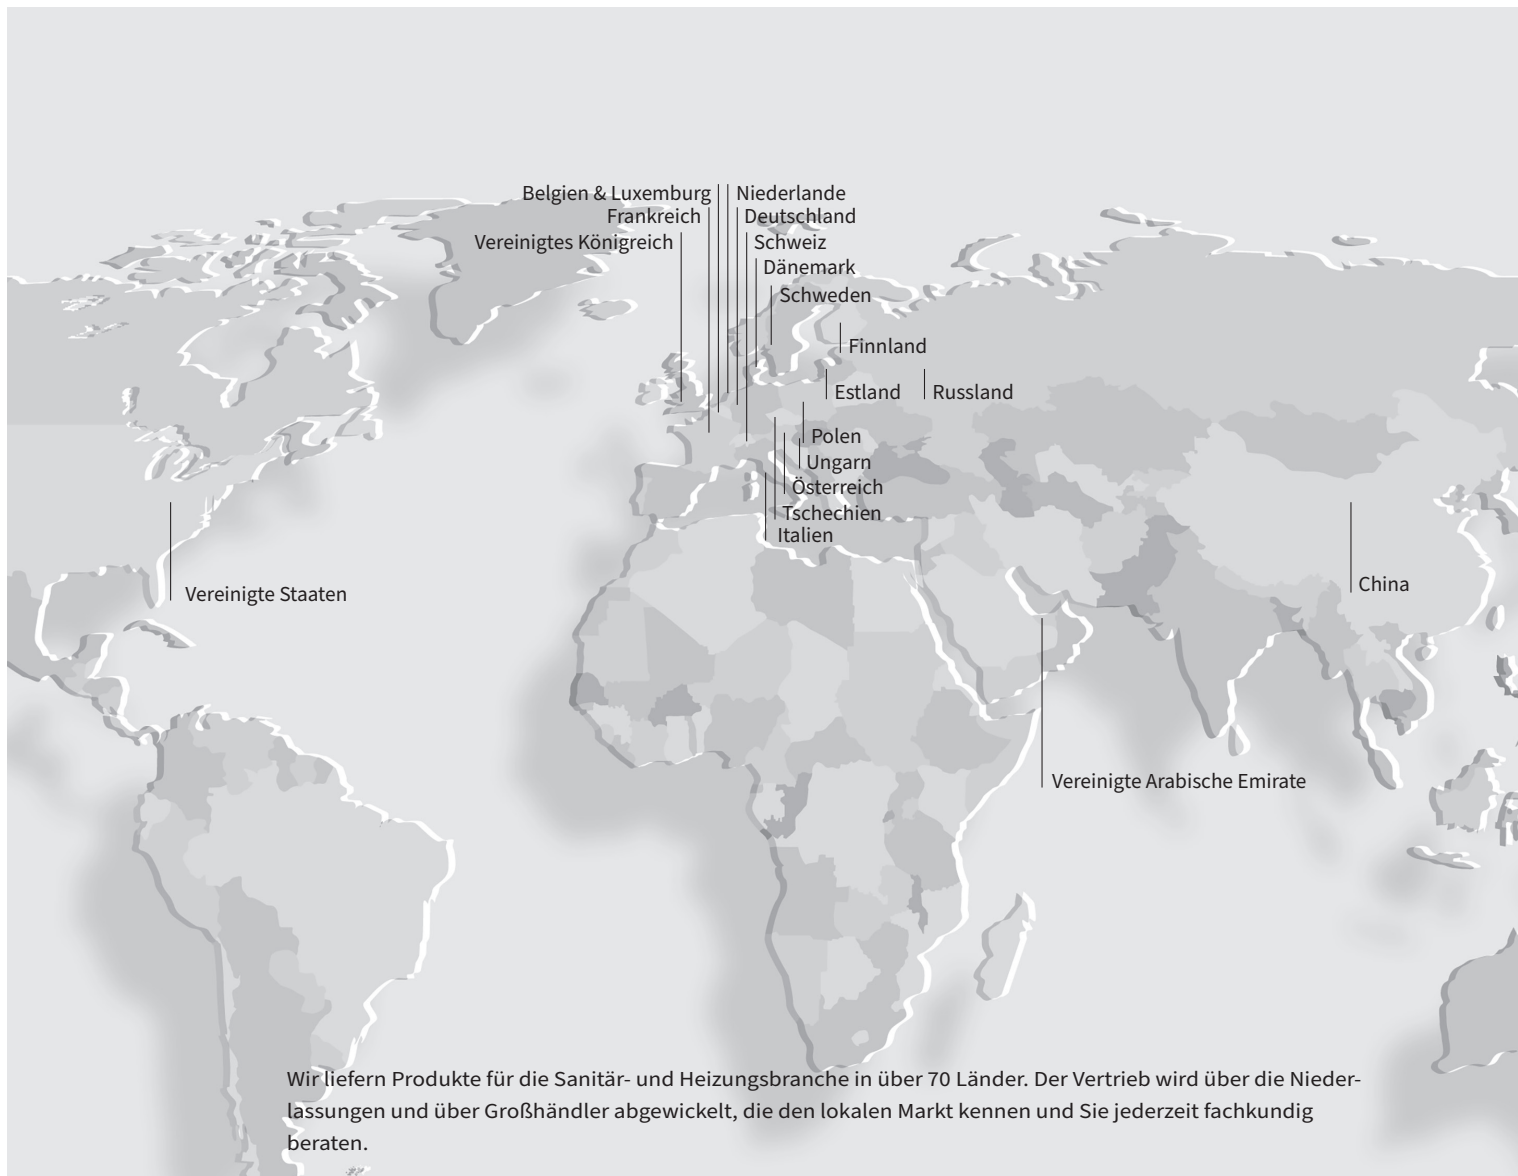 Belgien & Luxemburg
Niederlande
Frankreich
Deutschland
Vereinigtes Königreich
Schweiz
Dänemark
Schweden
Finnland
Estland
Russland
Polen
Ungarn
Österreich
Tschechien
Italien
Vereinigte Staaten
China
Vereinigte Arabische Emirate
Wir liefern Produkte für die Sanitär- und Heizungsbranche in über 70 Länder. Der Vertrieb wird über die Nieder-
lassungen und über Großhändler abgewickelt, die den lokalen Markt kennen und Sie jederzeit fachkundig
beraten.